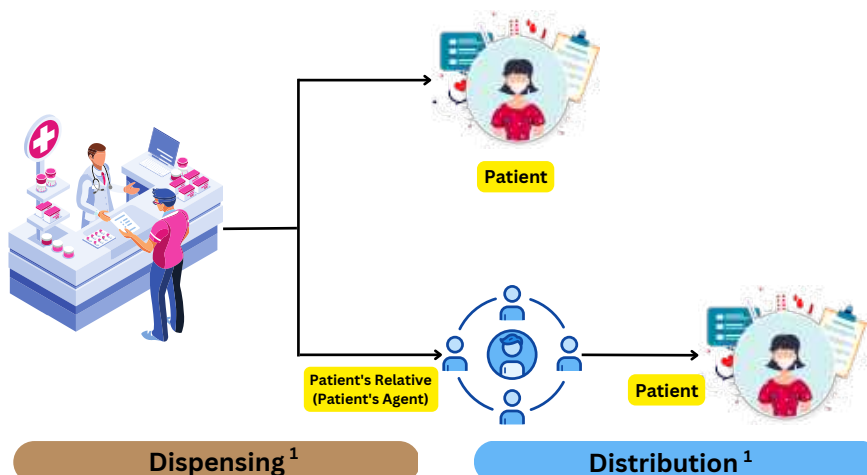 Patient
Patient's Relative
(Patient's Agent)
Patient
Dispensing 1
Distribution 1